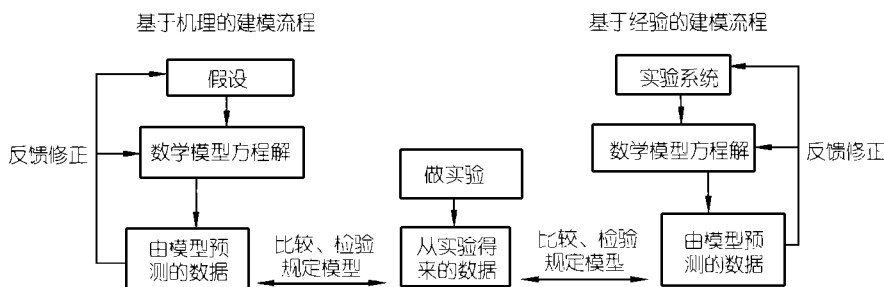 基于机理的建模流程
基于经验的建模流程
假设
实验系统
反馈修正
数学模型方程解
数学模型方程解
反馈修正
做实验
由模型预
测的数据
比较、检验
规定模型
从实验得
来的数据
比较、检验
规定模型
由模型预
测的数据